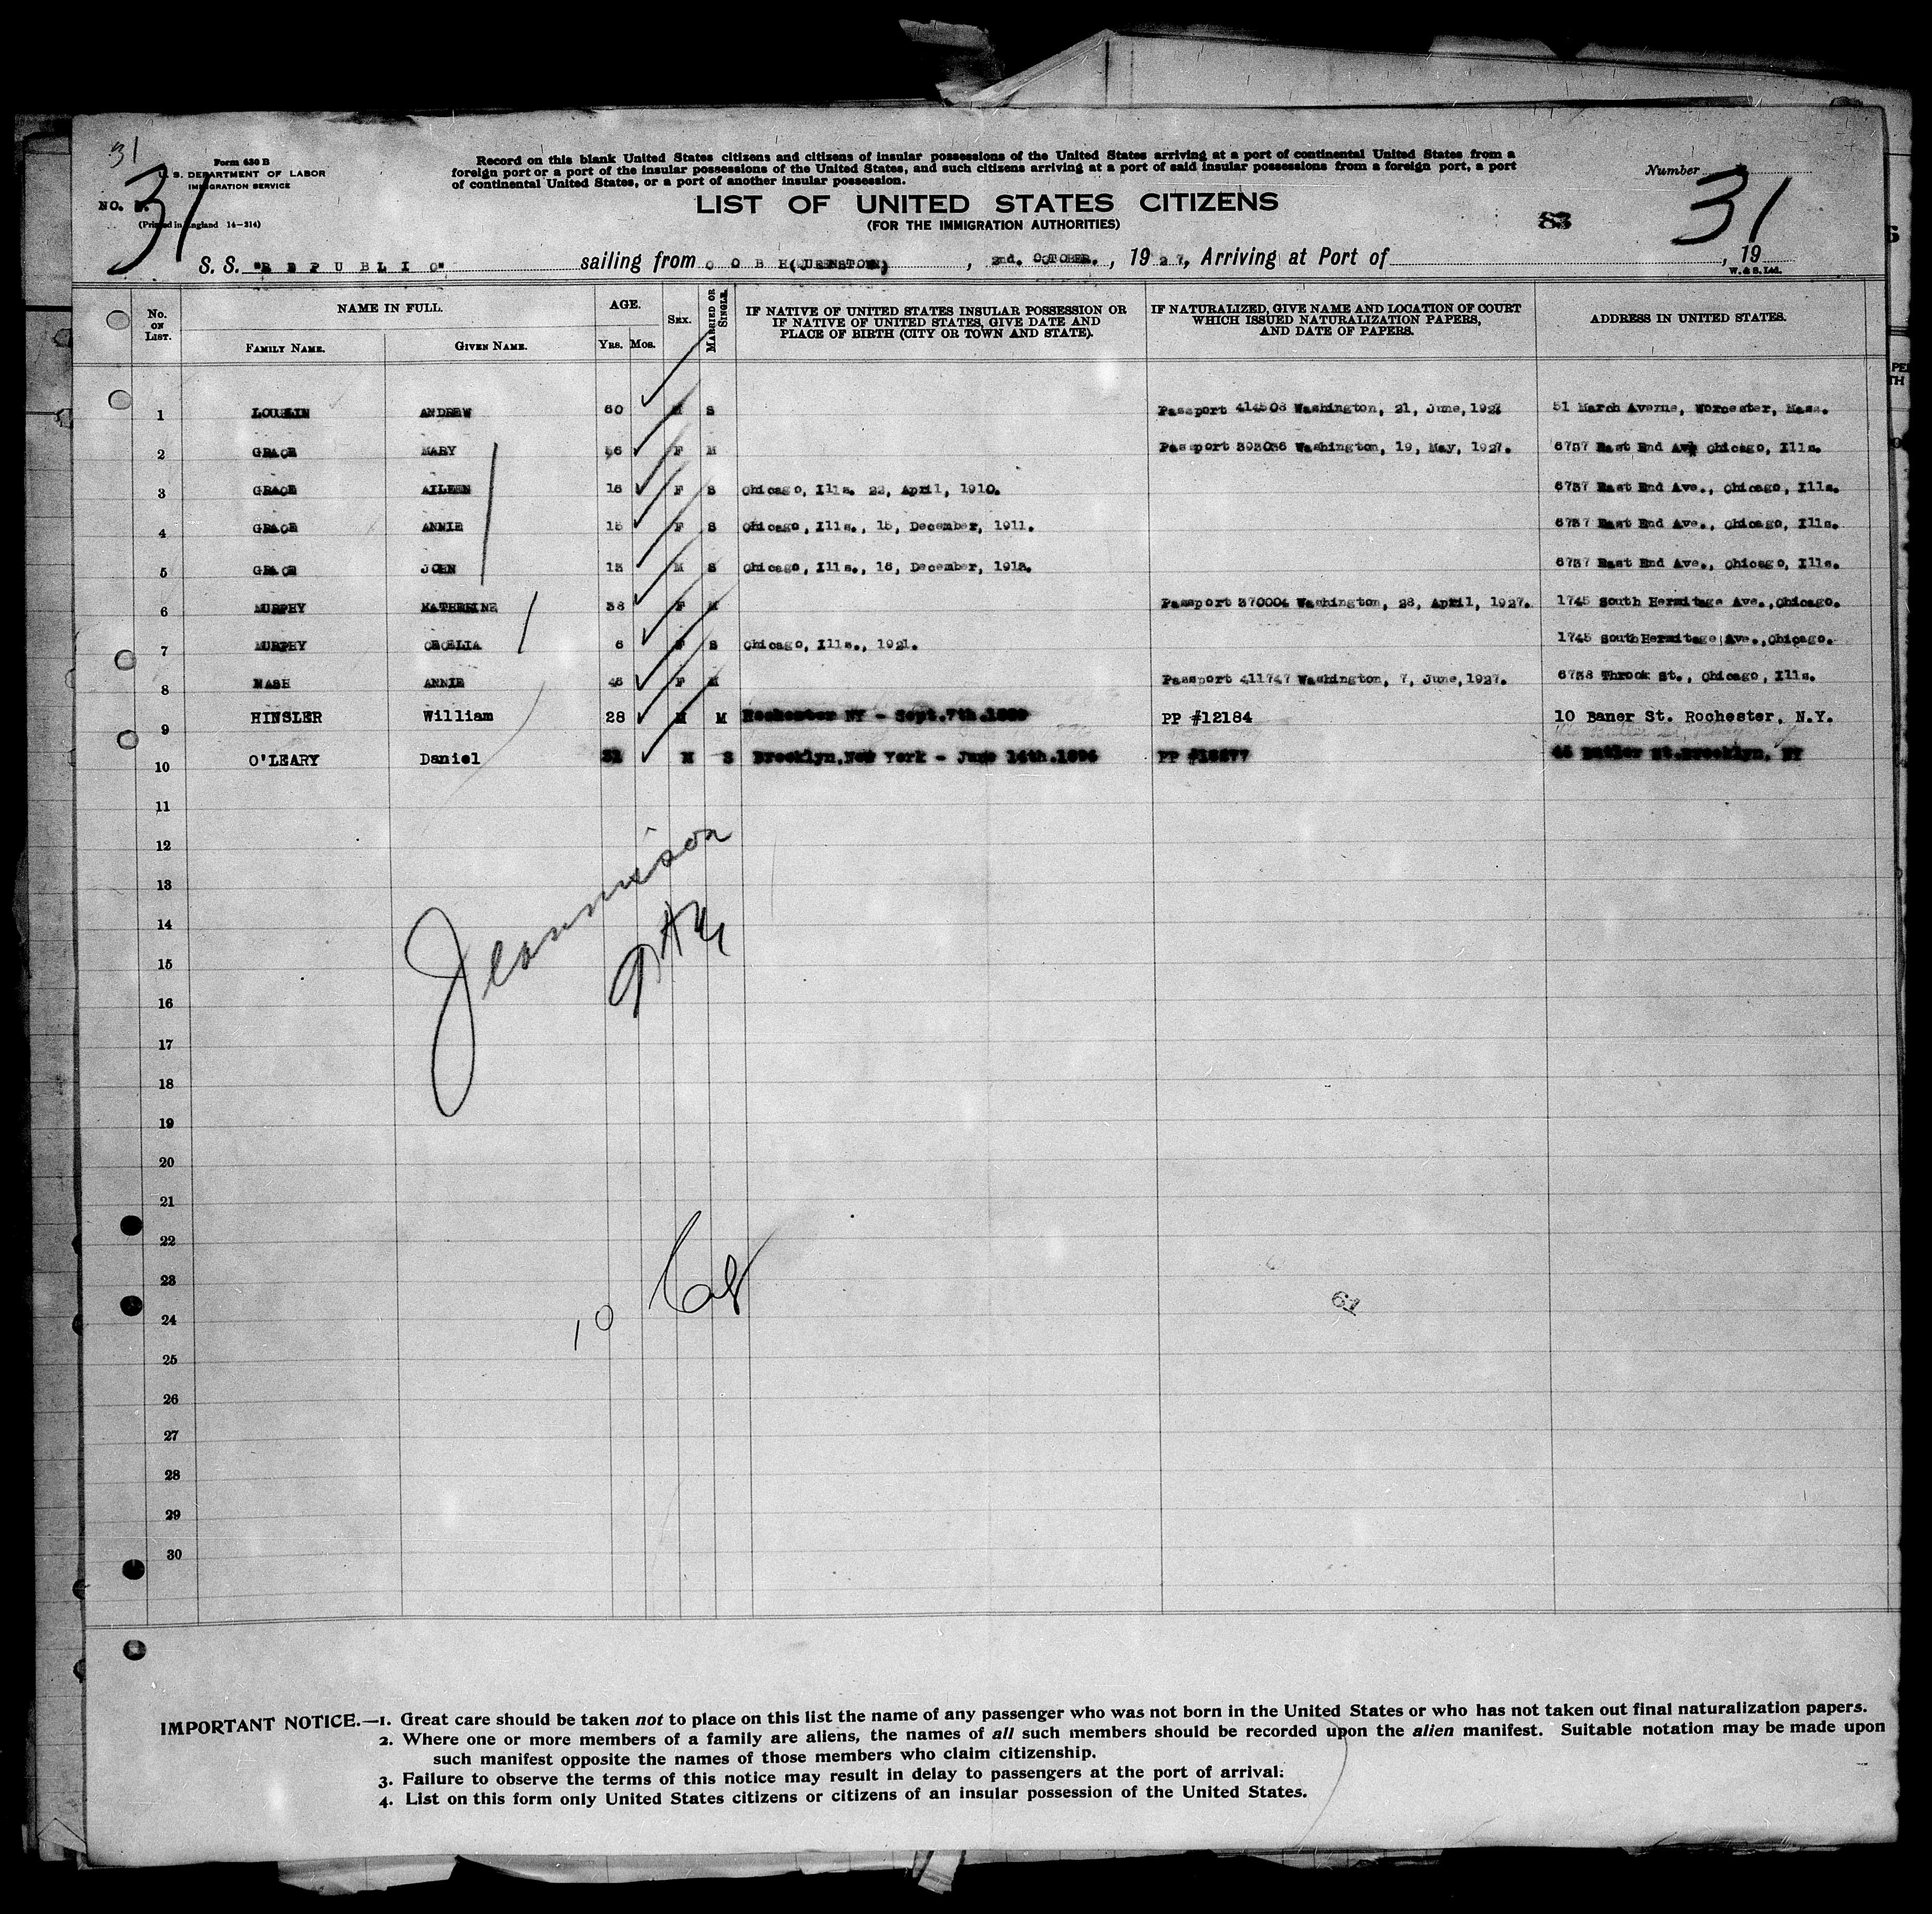 31
Form 630 B
U. S. DEPARTMENT OF LABOR
IMMIGRATION SERVICE
NO.
31
(Printed in England 14-214)
Record on this blank United States citizens and citizens of insular possessions of the United States arriving at a port of continental United States from a
foreign port or a port of the insular possessions of the United States, and such citizens arriving at a port of said insular possessions from a foreign port, a port
of continental United States, or a port of another insular possession.
Number 31
LIST OF UNITED STATES CITIZENS
(FOR THE IMMIGRATION AUTHORITIES)
83
S. S. "REPUBLIC" sailing from COBH(QUEENSTOWN), 2nd. OCTOBER., 1927, Arriving at Port of , 19
W. & S. Ltd.
No. ON LIST. NAME IN FULL. FAMILY NAME. GIVEN NAME. AGE. YRS. MOS. SEX. MARRIED OR SINGLE. IF NATIVE OF UNITED STATES INSULAR POSSESSION OR IF NATIVE OF UNITED STATES, GIVE DATE AND PLACE OF BIRTH (CITY OR TOWN AND STATE). IF NATURALIZED, GIVE NAME AND LOCATION OF COURT WHICH ISSUED NATURALIZATION PAPERS, AND DATE OF PAPERS. ADDRESS IN UNITED STATES.
1 LOUGLIN ANDREW 60 M S Passport 414508 Washington, 21, June, 1927 51 March Averne, Worcester, Mass.
2 GRACE MARY F M Passport 393036 Washington, 19, May, 1927. 6737 East End Ave Chicago, Ills.
3 GRACE AILEEN 16 F S Chicago, Ills. 22, April, 1910. 6737 East End Ave., Chicago, Ills.
4 GRACE ANNIE 15 F S Chicago, Ills., 15, December, 1911. 6737 East End Ave., Chicago, Ills.
5 GRACE JOHN 13 M S Chicago, Ills., 16, December, 1913. 6737 East End Ave., Chicago, Ills.
6 MURPHY KATHERINE 38 F M Passport 370004 Washington, 28, April, 1927. 1745 South Hermitage Ave., Chicago.
7 MURPHY CECELIA 6 F S Chicago, Ills., 1921. 1745 South Hermitage Ave., Chicago.
8 NASH ANNIE 46 F M Passport 411747 Washington, 7, June, 1927. 6738 Throok St., Chicago, Ills.
9 HINSLER William 28 M M Rochester NY - Sept.7th. PP #12184 10 Baner St. Rochester, N.Y.
10 O'LEARY Daniel 31 M S Brooklyn, New York - June 14th.1896 PP #18277 45 Butler St. Brooklyn, NY
11
12
13
14
15
16
17
18
19
20
21
22
23
24
25
26
27
28
29
30
Jeannison
10
61
IMPORTANT NOTICE.—1. Great care should be taken not to place on this list the name of any passenger who was not born in the United States or who has not taken out final naturalization papers.
2. Where one or more members of a family are aliens, the names of all such members should be recorded upon the alien manifest. Suitable notation may be made upon
such manifest opposite the names of those members who claim citizenship.
3. Failure to observe the terms of this notice may result in delay to passengers at the port of arrival.
4. List on this form only United States citizens or citizens of an insular possession of the United States.